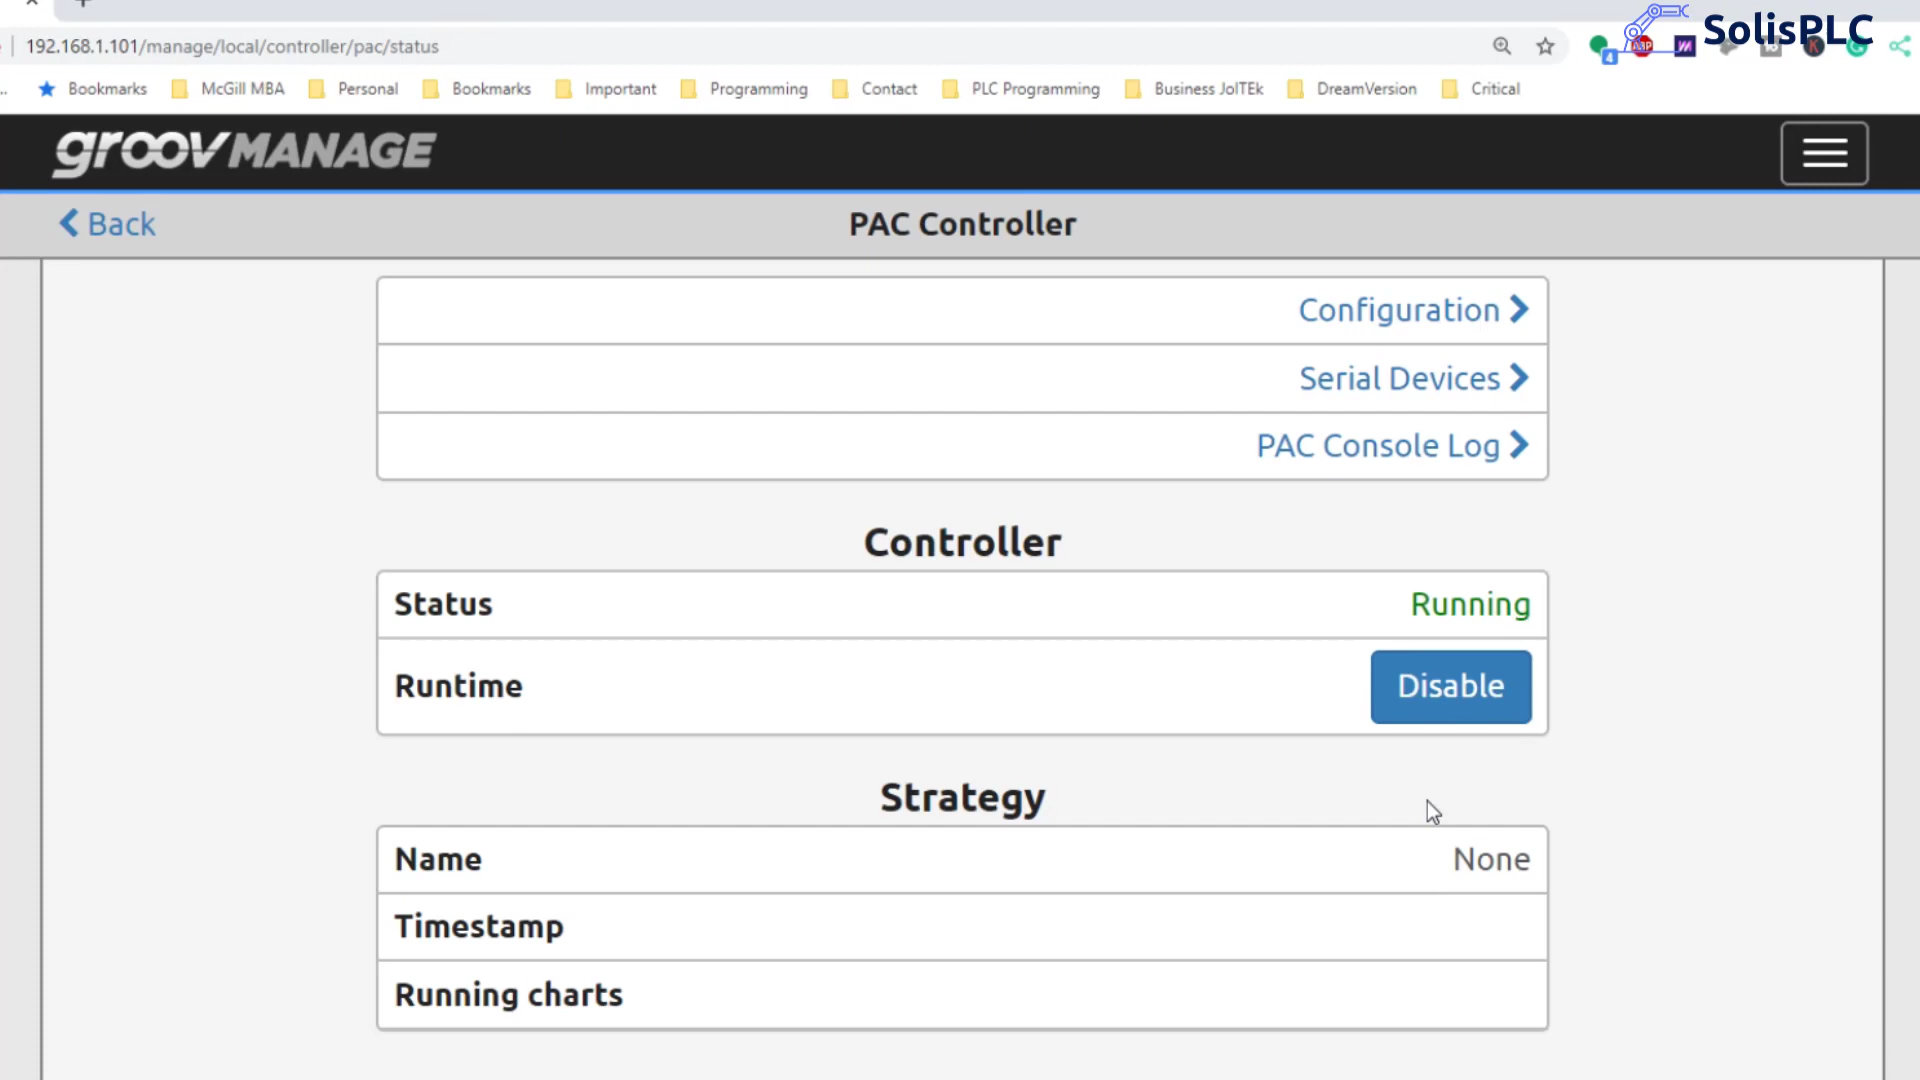 SolisPLC
192.168.1.101/manage/local/controller/pac/status
Bookmarks McGill MBA Personal Bookmarks Important Programming Contact PLC Programming Business JolTEk DreamVersion Critical
groov MANAGE
Back PAC Controller
Configuration
Serial Devices
PAC Console Log
Controller
Status Running
Runtime Disable
Strategy
Name None
Timestamp
Running charts